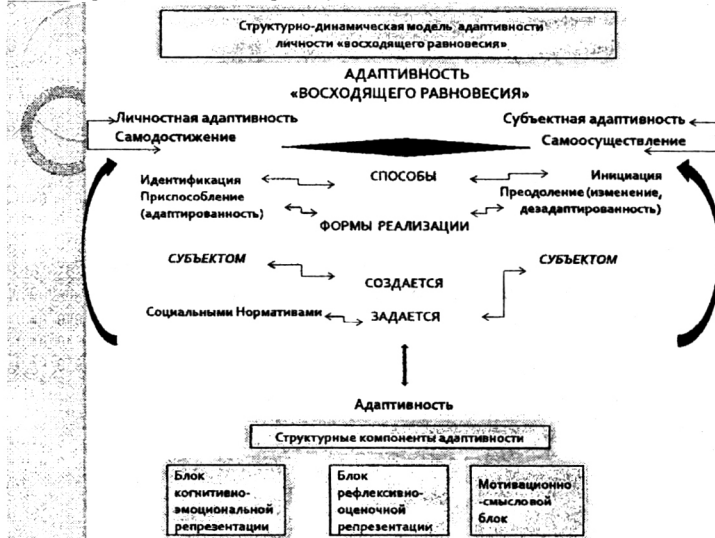 Структурно-динамическая модель адаптивности
личности «восходящего равновесия»
АДАПТИВНОСТЬ
«ВОСХОДЯЩЕГО РАВНОВЕСИЯ»
Личностная адаптивность
Субъектная адаптивность
Самодостижение
Самоосуществление
СПОСОБЫ
Идентификация
Приспособление
(адаптированность)
Инициация
Преодоление (изменение,
дезадаптированность)
ФОРМЫ РЕАЛИЗАЦИИ
СУБЪЕКТОМ
СУБЪЕКТОМ
СОЗДАЕТСЯ
Социальными Нормативами
ЗАДАЕТСЯ
Адаптивность
Структурные компоненты адаптивности
Блок
когнитивно-
эмоциональной
репрезентации
Блок
рефлексивно-
оценочной
репрезентации
Мотивационно
-смысловой
блок